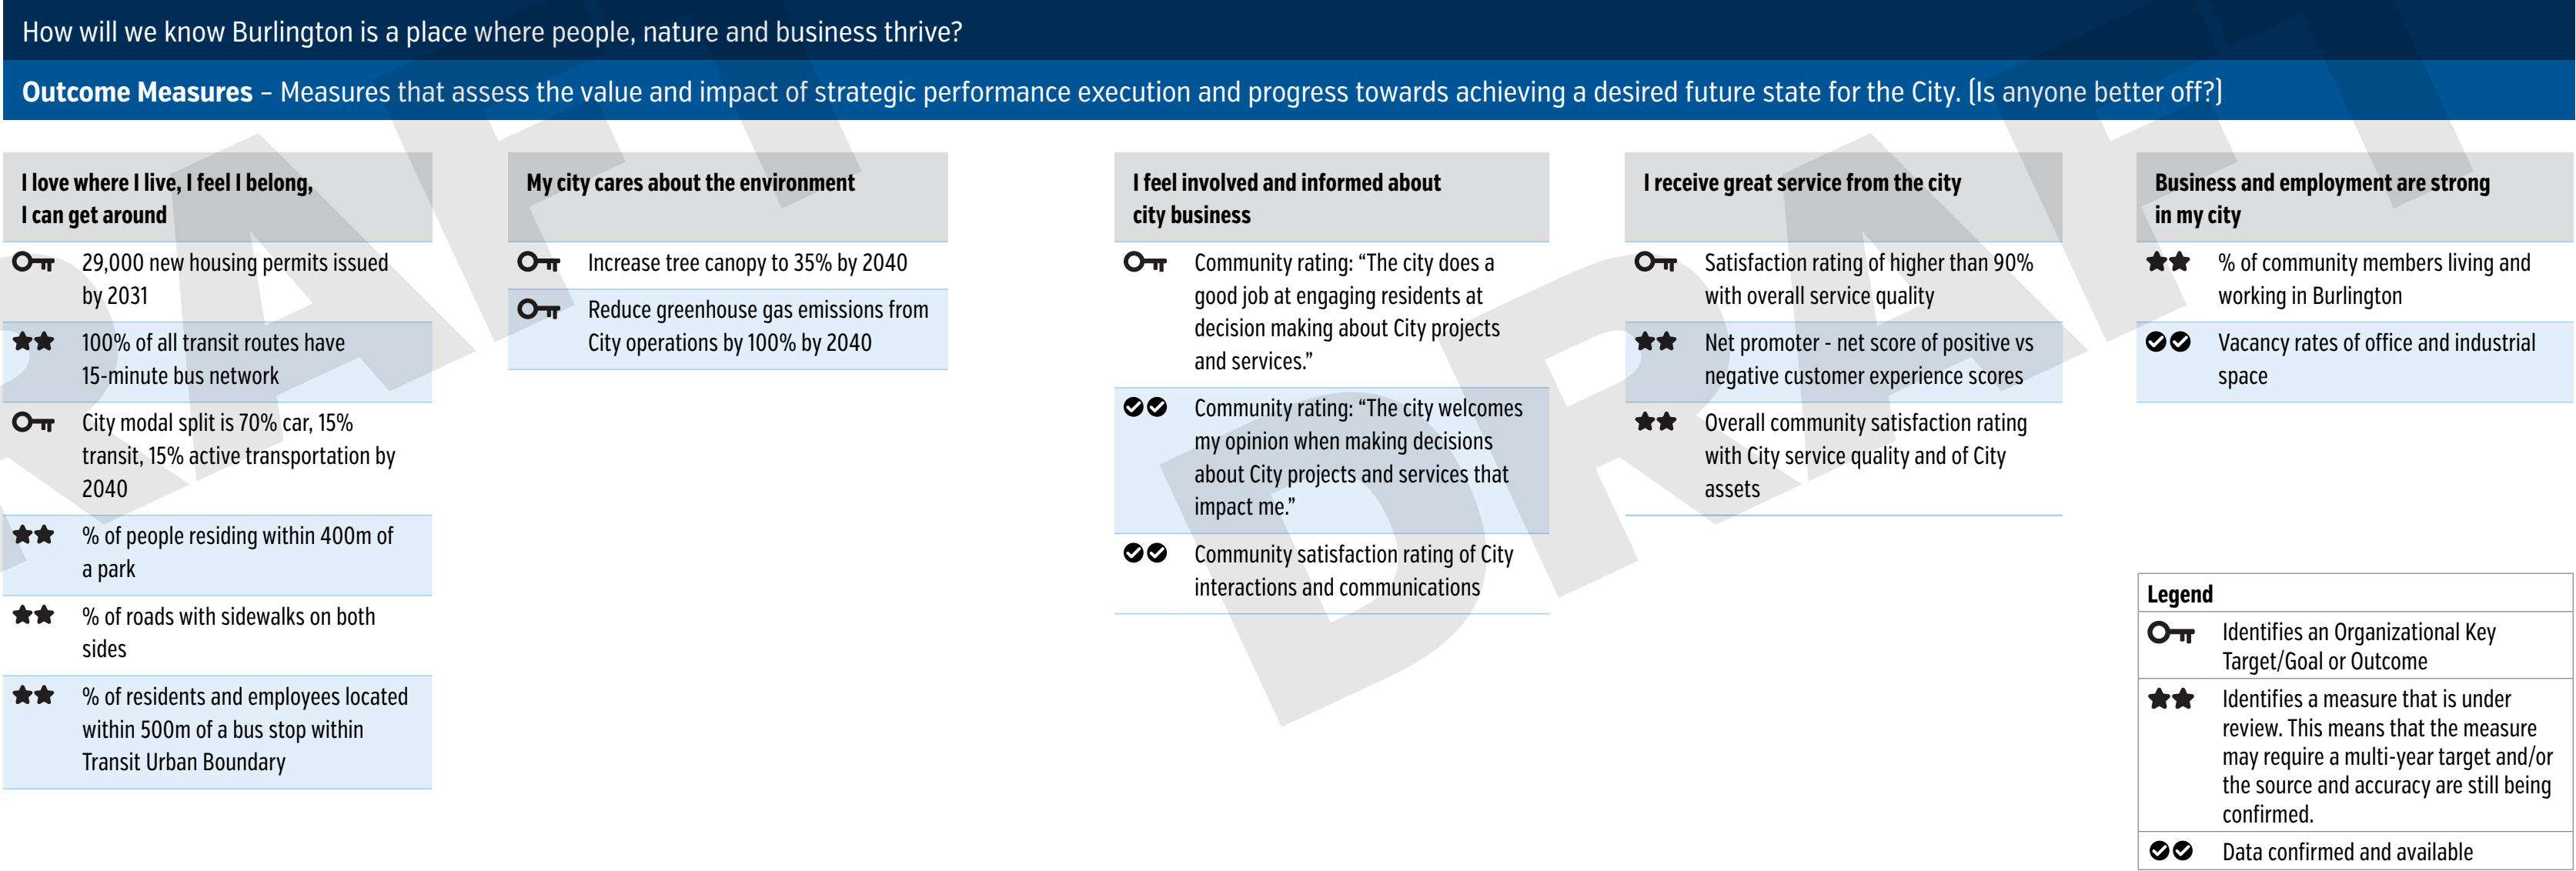 How will we know Burlington is a place where people, nature and business thrive?
Outcome Measures – Measures that assess the value and impact of strategic performance execution and progress towards achieving a desired future state for the City. (Is anyone better off?)
I love where I live, I feel I belong,
I can get around
29,000 new housing permits issued
by 2031
100% of all transit routes have
15-minute bus network
City modal split is 70% car, 15%
transit, 15% active transportation by
2040
% of people residing within 400m of
a park
% of roads with sidewalks on both
sides
% of residents and employees located
within 500m of a bus stop within
Transit Urban Boundary
My city cares about the environment
Increase tree canopy to 35% by 2040
Reduce greenhouse gas emissions from
City operations by 100% by 2040
I feel involved and informed about
city business
Community rating: “The city does a
good job at engaging residents at
decision making about City projects
and services.”
Community rating: “The city welcomes
my opinion when making decisions
about City projects and services that
impact me.”
Community satisfaction rating of City
interactions and communications
I receive great service from the city
Satisfaction rating of higher than 90%
with overall service quality
Net promoter - net score of positive vs
negative customer experience scores
Overall community satisfaction rating
with City service quality and of City
assets
Business and employment are strong
in my city
% of community members living and
working in Burlington
Vacancy rates of office and industrial
space
Legend
Identifies an Organizational Key
Target/Goal or Outcome
Identifies a measure that is under
review. This means that the measure
may require a multi-year target and/or
the source and accuracy are still being
confirmed.
Data confirmed and available
DRAFT
RAFT